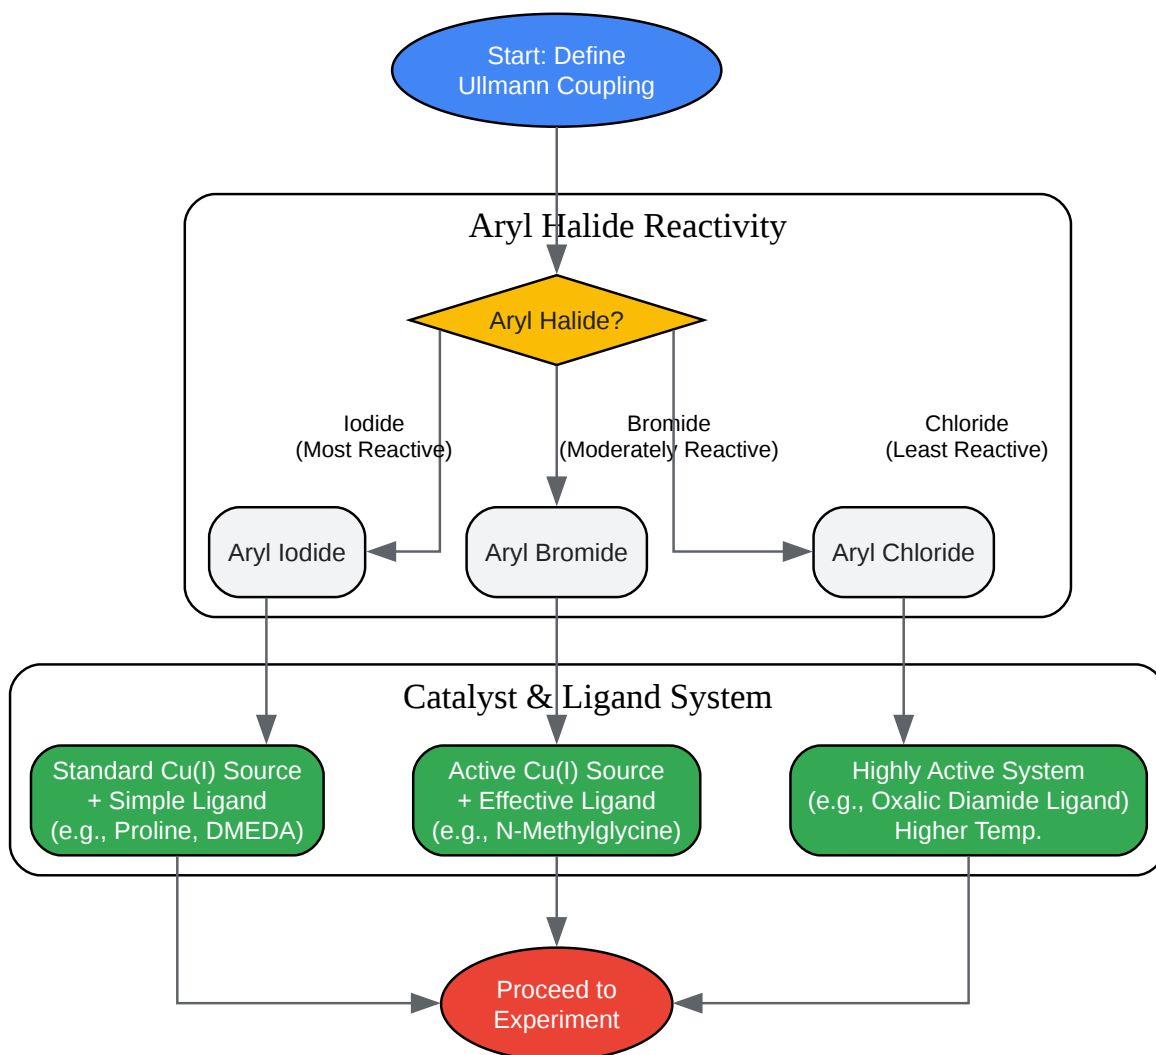 Start: Define
Ullmann Coupling
Aryl Halide Reactivity
Aryl Halide?
Iodide
(Most Reactive)
Bromide
(Moderately Reactive)
Chloride
(Least Reactive)
Aryl Iodide
Aryl Bromide
Aryl Chloride
Catalyst & Ligand System
Standard Cu(I) Source
+ Simple Ligand
(e.g., Proline, DMEDA)
Active Cu(I) Source
+ Effective Ligand
(e.g., N-Methylglycine)
Highly Active System
(e.g., Oxalic Diamide Ligand)
Higher Temp.
Proceed to
Experiment